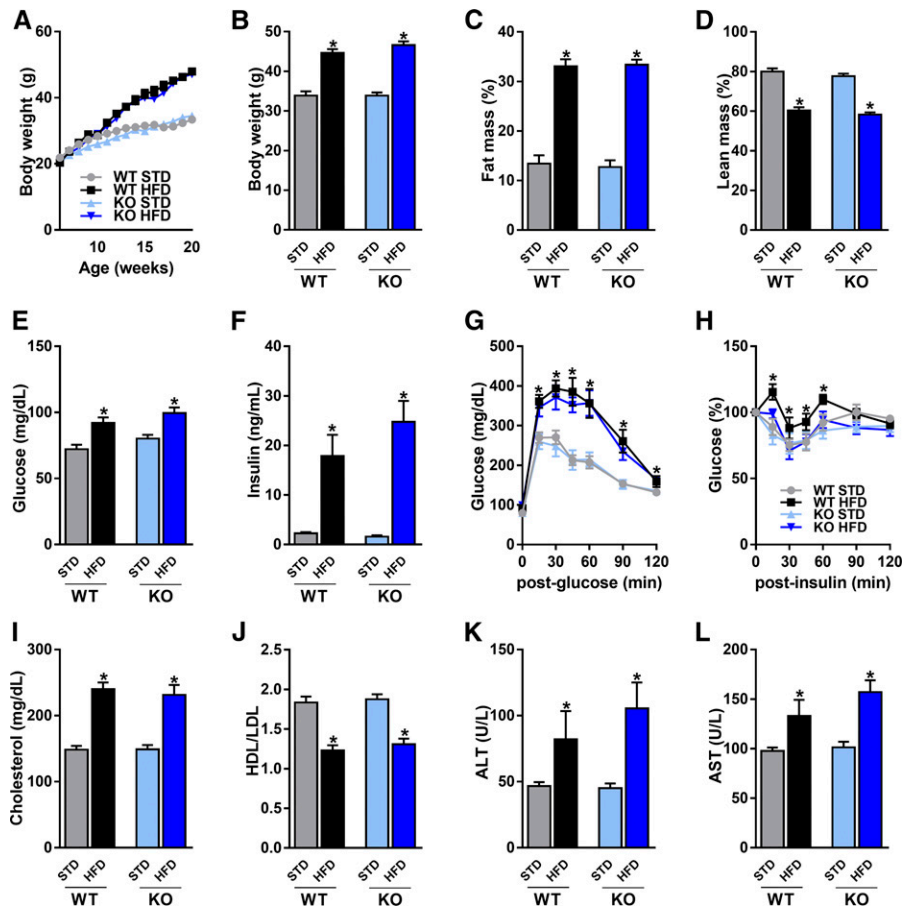 A
Body weight (g)
60
40
20
0
WT STD
WT HFD
KO STD
KO HFD
10
15
20
Age (weeks)
B
Body weight (g)
50
40
30
20
10
0
STD
HFD
STD
HFD
WT
KO
C
Fat mass (%)
40
30
20
10
0
STD
HFD
STD
HFD
WT
KO
D
Lean mass (%)
100
80
60
40
20
0
STD
HFD
STD
HFD
WT
KO
E
Glucose (mg/dL)
150
100
50
0
STD
HFD
STD
HFD
WT
KO
F
Insulin (ng/mL)
40
30
20
10
0
STD
HFD
STD
HFD
WT
KO
G
Glucose (mg/dL)
500
400
300
200
100
0
0
30
60
90
120
post-glucose (min)
H
Glucose (%)
150
100
50
0
WT STD
WT HFD
KO STD
KO HFD
0
30
60
90
120
post-insulin (min)
I
Cholesterol (mg/dL)
300
200
100
0
STD
HFD
STD
HFD
WT
KO
J
HDL/LDL
2.5
2.0
1.5
1.0
0.5
0.0
STD
HFD
STD
HFD
WT
KO
K
ALT (U/L)
150
100
50
0
STD
HFD
STD
HFD
WT
KO
L
AST (U/L)
200
150
100
50
0
STD
HFD
STD
HFD
WT
KO